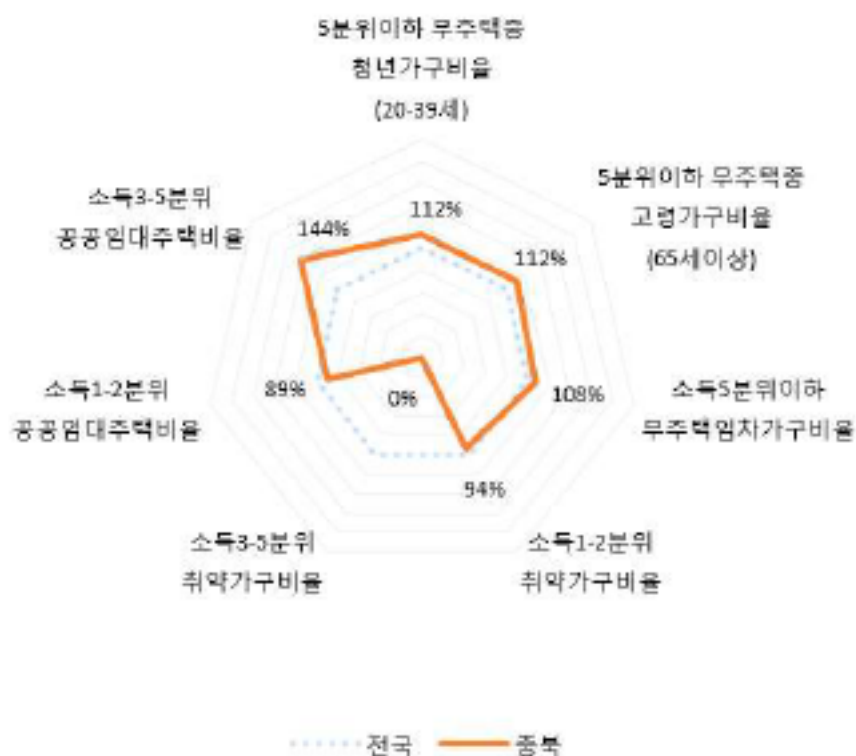 5분위이하 무주택중
청년가구비율
(20-39세)
5분위이하 무주택중
고령가구비율
(65세이상)
소득3-5분위
공공임대주택비율
144%
112%
112%
소득1-2분위
공공임대주택비율
89%
0%
108%
소득5분위이하
무주택임차가구비율
94%
소득3-5분위
취약가구비율
소득1-2분위
취약가구비율
전국
충북